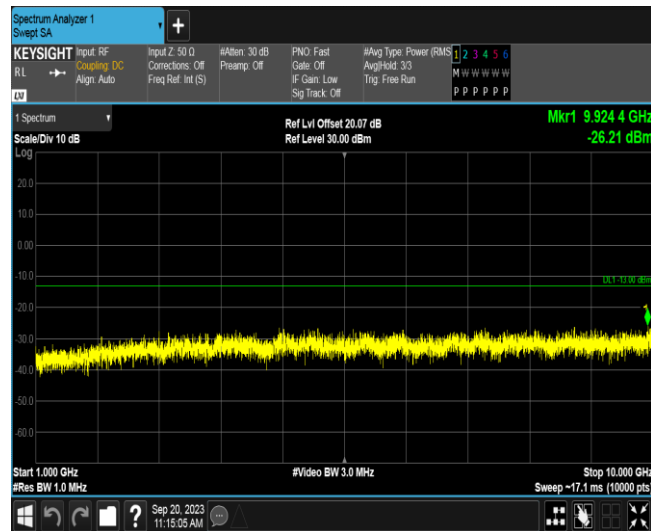 Spectrum Analyzer 1
Swept SA
KEYSIGHT
RL
LXI
Input: RF
Coupling: DC
Align: Auto
Input Z: 50 Ω
Corrections: Off
Freq Ref: Int (S)
#Atten: 30 dB
Preamp: Off
PNO: Fast
Gate: Off
IF Gain: Low
Sig Track: Off
#Avg Type: Power (RMS
Avg|Hold: 3/3
Trig: Free Run
1 2 3 4 5 6
M W W W W W
P P P P P P
1 Spectrum
Scale/Div 10 dB
Log
Ref Lvl Offset 20.07 dB
Ref Level 30.00 dBm
Mkr1 9.924 4 GHz
-26.21 dBm
20.0
10.0
0.00
-10.0
-20.0
-30.0
-40.0
-50.0
-60.0
DL1 -13.00 dBm
Start 1.000 GHz
#Res BW 1.0 MHz
#Video BW 3.0 MHz
Stop 10.000 GHz
Sweep ~17.1 ms (10000 pts
?
Sep 20, 2023
11:15:05 AM